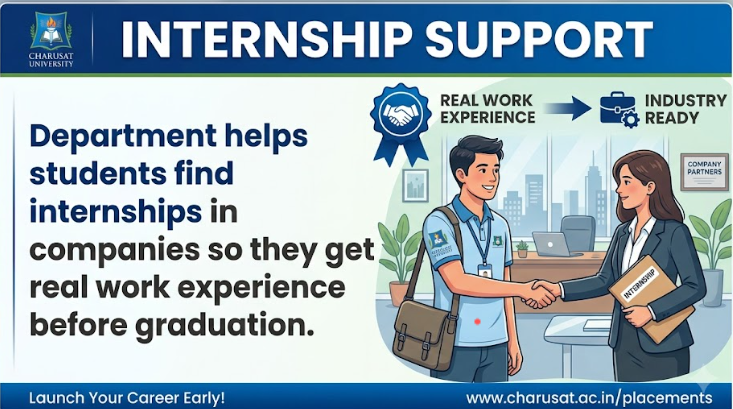 CHARUSAT
UNIVERSITY
INTERNSHIP SUPPORT
REAL WORK
EXPERIENCE
INDUSTRY
READY
Department helps
students find
internships in
companies so they get
real work experience
before graduation.
COMPANY
PARTNERS
INTERNSHIP
Launch Your Career Early!
www.charusat.ac.in/placements